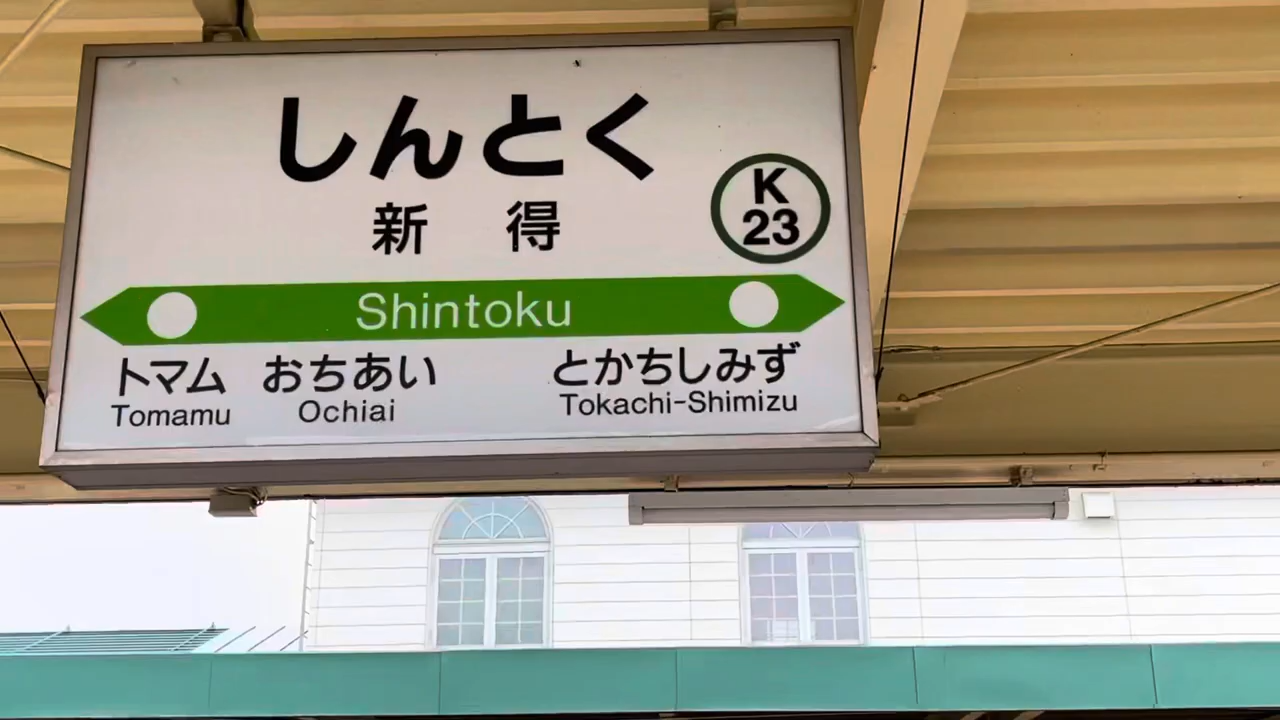 しんとく
新 得
K
23
Shintoku
トマム おちあい とかちしみず
Tomamu Ochiai Tokachi-Shimizu